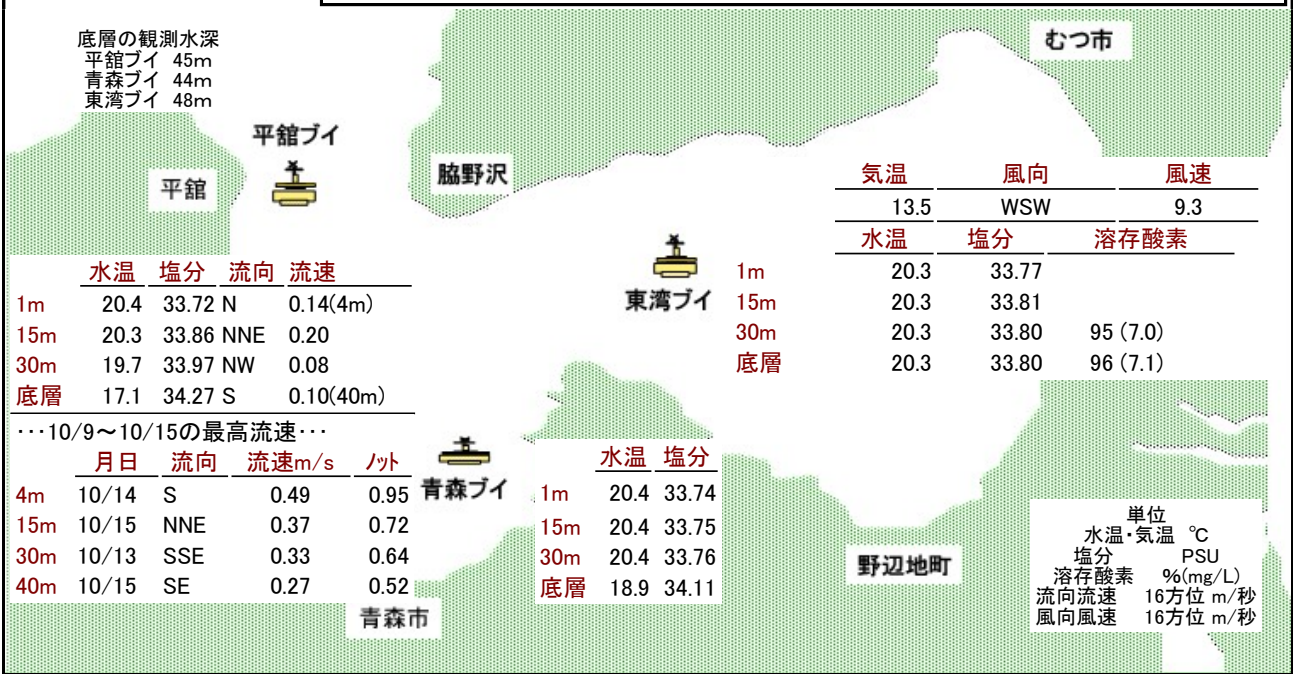 底層の観測水深
平舘ブイ 45m
青森ブイ 44m
東湾ブイ 48m
むつ市
平舘ブイ
平舘
脇野沢
気温 風向 風速
13.5 WSW 9.3
水温 塩分 溶存酸素
1m 20.3 33.77
15m 20.3 33.81
30m 20.3 33.80 95 (7.0)
底層 20.3 33.80 96 (7.1)
東湾ブイ
水温 塩分 流向 流速
1m 20.4 33.72 N 0.14(4m)
15m 20.3 33.86 NNE 0.20
30m 19.7 33.97 NW 0.08
底層 17.1 34.27 S 0.10(40m)
･･･10/9～10/15の最高流速･･･
月日 流向 流速m/s ﾉｯﾄ
4m 10/14 S 0.49 0.95
15m 10/15 NNE 0.37 0.72
30m 10/13 SSE 0.33 0.64
40m 10/15 SE 0.27 0.52
青森ブイ
水温 塩分
1m 20.4 33.74
15m 20.4 33.75
30m 20.4 33.76
底層 18.9 34.11
青森市
野辺地町
単位
水温･気温 ℃
塩分 PSU
溶存酸素 %(mg/L)
流向流速 16方位 m/秒
風向風速 16方位 m/秒